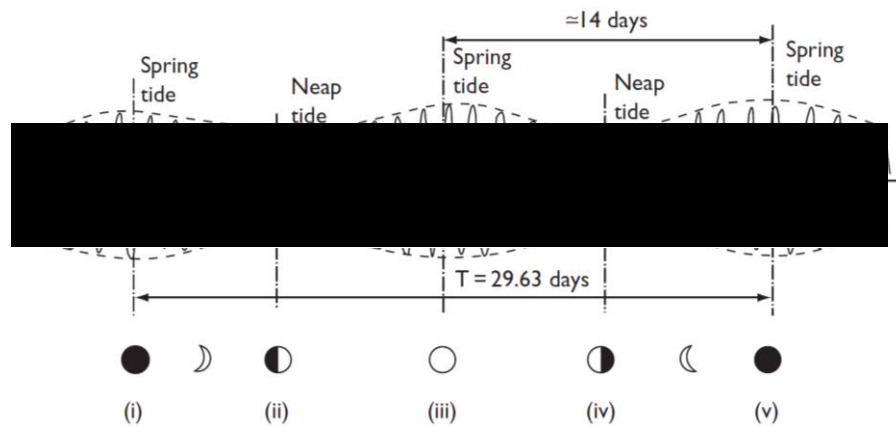 ≃14 days
Spring
tide
Neap
tide
Spring
tide
Neap
tide
Spring
tide
T = 29.63 days
(i)
(ii)
(iii)
(iv)
(v)